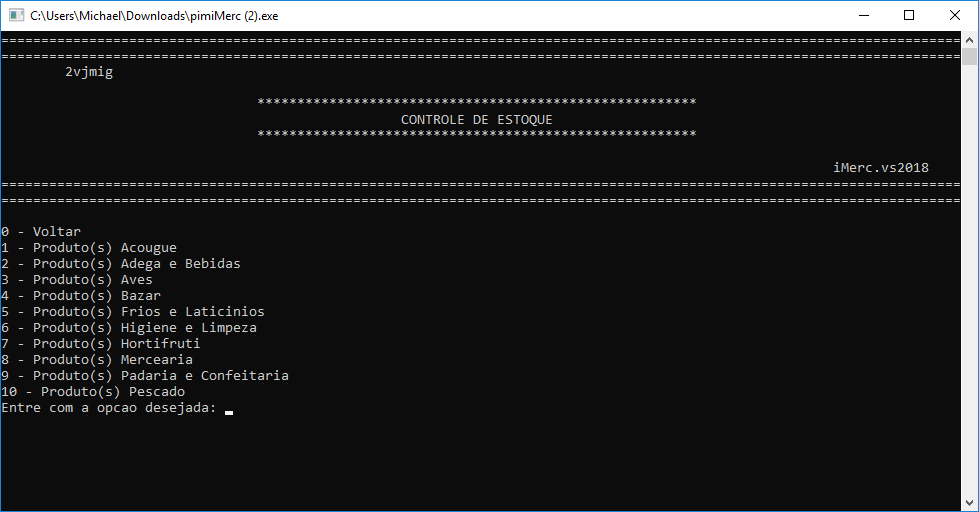 C:\Users\Michael\Downloads\pimiMerc (2).exe
========================================================================================================================
========================================================================================================================
2vjmig
*******************************************************
CONTROLE DE ESTOQUE
*******************************************************
iMerc.vs2018
========================================================================================================================
========================================================================================================================
0 - Voltar
1 - Produto(s) Acougue
2 - Produto(s) Adega e Bebidas
3 - Produto(s) Aves
4 - Produto(s) Bazar
5 - Produto(s) Frios e Laticinios
6 - Produto(s) Higiene e Limpeza
7 - Produto(s) Hortifruti
8 - Produto(s) Mercearia
9 - Produto(s) Padaria e Confeitaria
10 - Produto(s) Pescado
Entre com a opcao desejada: